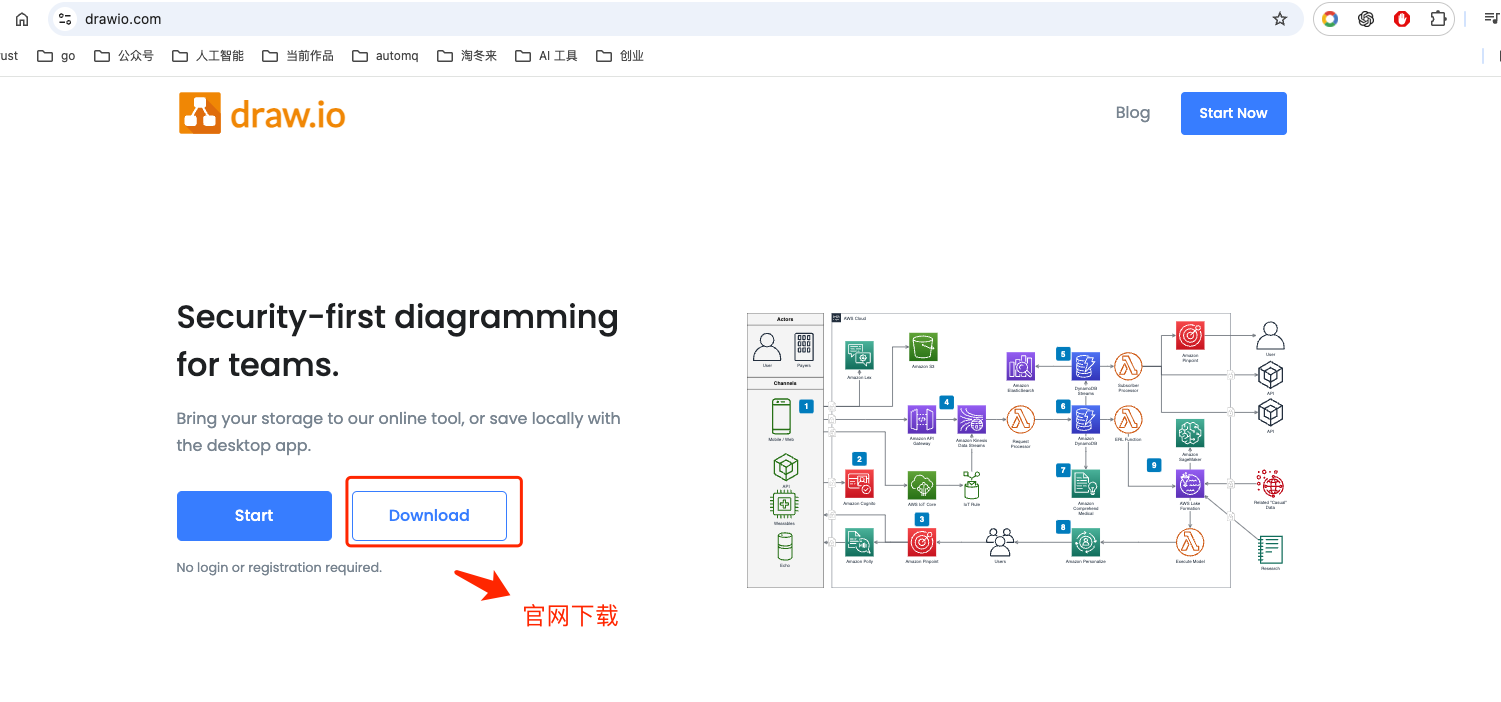 drawio.com
ust
go
公众号
人工智能
当前作品
automq
淘冬来
AI 工具
创业
draw.io
Blog
Start Now
Security-first diagramming
for teams.
Bring your storage to our online tool, or save locally with
the desktop app.
Start
Download
No login or registration required.
官网下载
Actors
User
Payers
Channels
1
Mobile / Web
API
Wearables
Echo
AWS Cloud
Amazon Lex
Amazon S3
Amazon
ElasticSearch
5
DynamoDB
Streams
Subscriber
Processor
Amazon
Pinpoint
User
API
API
4
Amazon API
Gateway
Amazon Kinesis
Data Streams
Request
Processor
6
Amazon
DynamoDB
ERL Function
Amazon
SageMaker
2
Amazon Cognito
AWS IoT Core
IoT Rule
7
Amazon
Comprehend
Medical
9
AWS Lake
Formation
Related "Casual"
Data
3
Amazon Polly
Amazon Pinpoint
Users
8
Amazon Personalize
Execute Model
Research